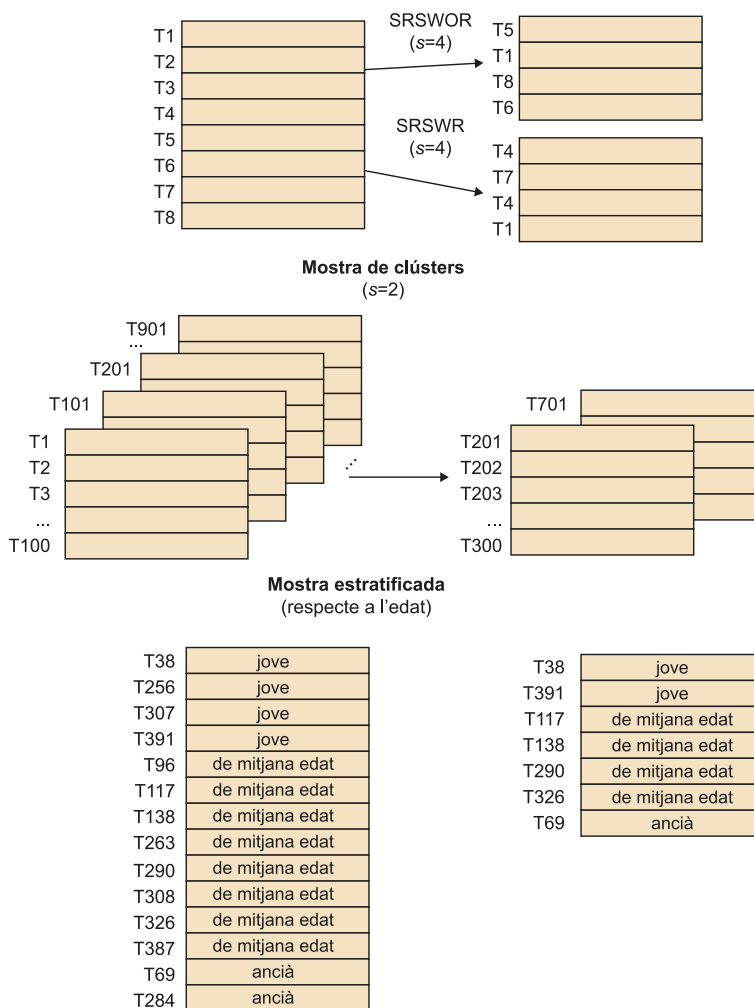 T1
T2
T3
T4
T5
T6
T7
T8
SRSWOR
(s=4)
SRSWR
(s=4)
T5
T1
T8
T6
T4
T7
T4
T1
Mostra de clústers
(s=2)
T901
...
T201
T101
T1
T2
T3
...
T100
...
T701
T201
T202
T203
...
T300
Mostra estratificada
(respecte a l'edat)
T38 jove
T256 jove
T307 jove
T391 jove
T96 de mitjana edat
T117 de mitjana edat
T138 de mitjana edat
T263 de mitjana edat
T290 de mitjana edat
T308 de mitjana edat
T326 de mitjana edat
T387 de mitjana edat
T69 ancià
T284 ancià
T38 jove
T391 jove
T117 de mitjana edat
T138 de mitjana edat
T290 de mitjana edat
T326 de mitjana edat
T69 ancià